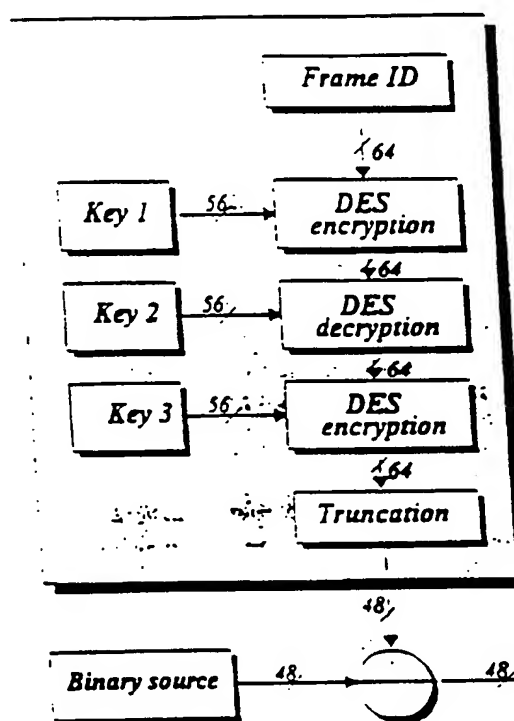 Frame ID
64
Key 1
56
DES
encryption
64
Key 2
56
DES
decryption
64
Key 3
56
DES
encryption
64
Truncation
48
Binary source
48
48